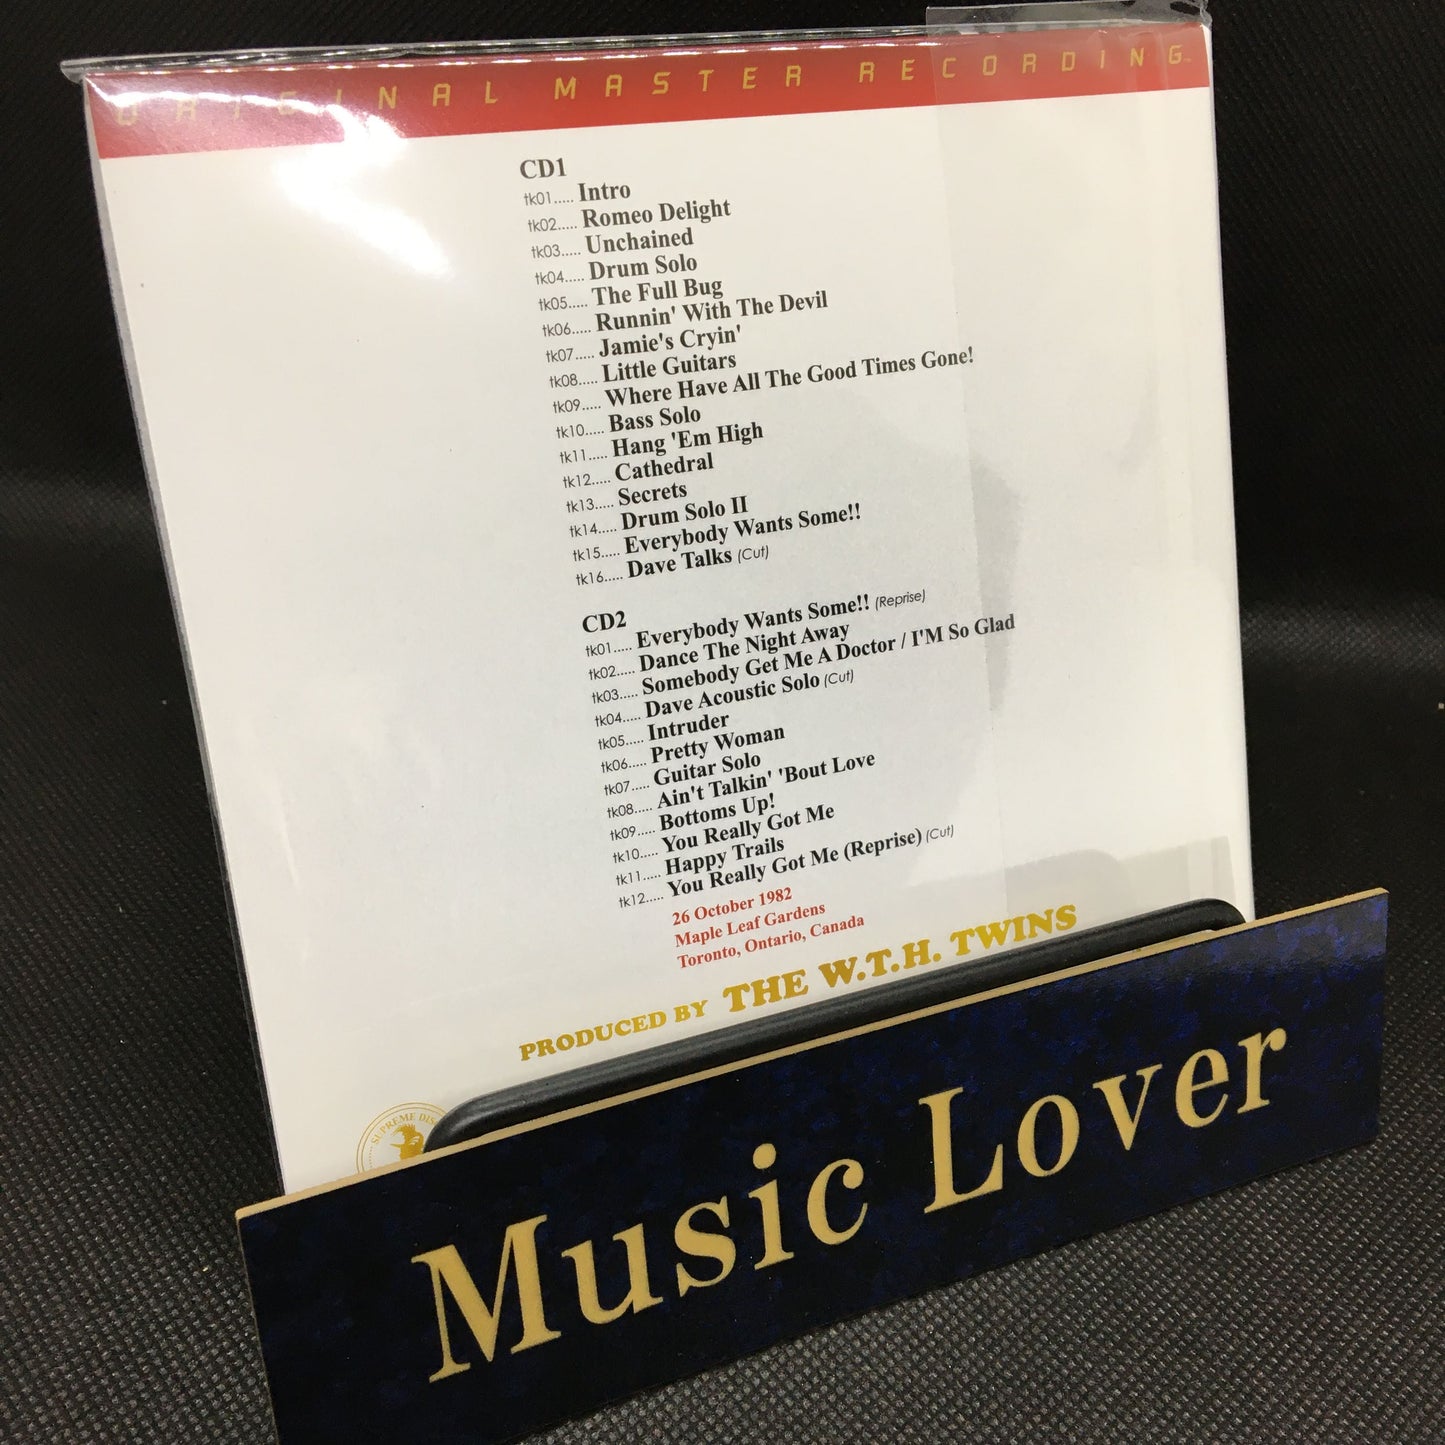 ORIGINAL MASTER RECORDING™
CD1
tk01..... Intro
tk02..... Romeo Delight
tk03..... Unchained
tk04..... Drum Solo
tk05..... The Full Bug
tk06..... Runnin' With The Devil
tk07..... Jamie's Cryin'
tk08..... Little Guitars
tk09..... Where Have All The Good Times Gone!
tk10..... Bass Solo
tk11..... Hang 'Em High
tk12..... Cathedral
tk13..... Secrets
tk14..... Drum Solo II
tk15..... Everybody Wants Some!!
tk16..... Dave Talks (Cut)
CD2
tk01..... Everybody Wants Some!! (Reprise)
tk02..... Dance The Night Away
tk03..... Somebody Get Me A Doctor / I'M So Glad
tk04..... Dave Acoustic Solo (Cut)
tk05..... Intruder
tk06..... Pretty Woman
tk07..... Guitar Solo
tk08..... Ain't Talkin' 'Bout Love
tk09..... Bottoms Up!
tk10..... You Really Got Me
tk11..... Happy Trails
tk12..... You Really Got Me (Reprise) (Cut)
26 October 1982
Maple Leaf Gardens
Toronto, Ontario, Canada
PRODUCED BY THE W.T.H. TWINS
SUPREME DIS
Music Lover